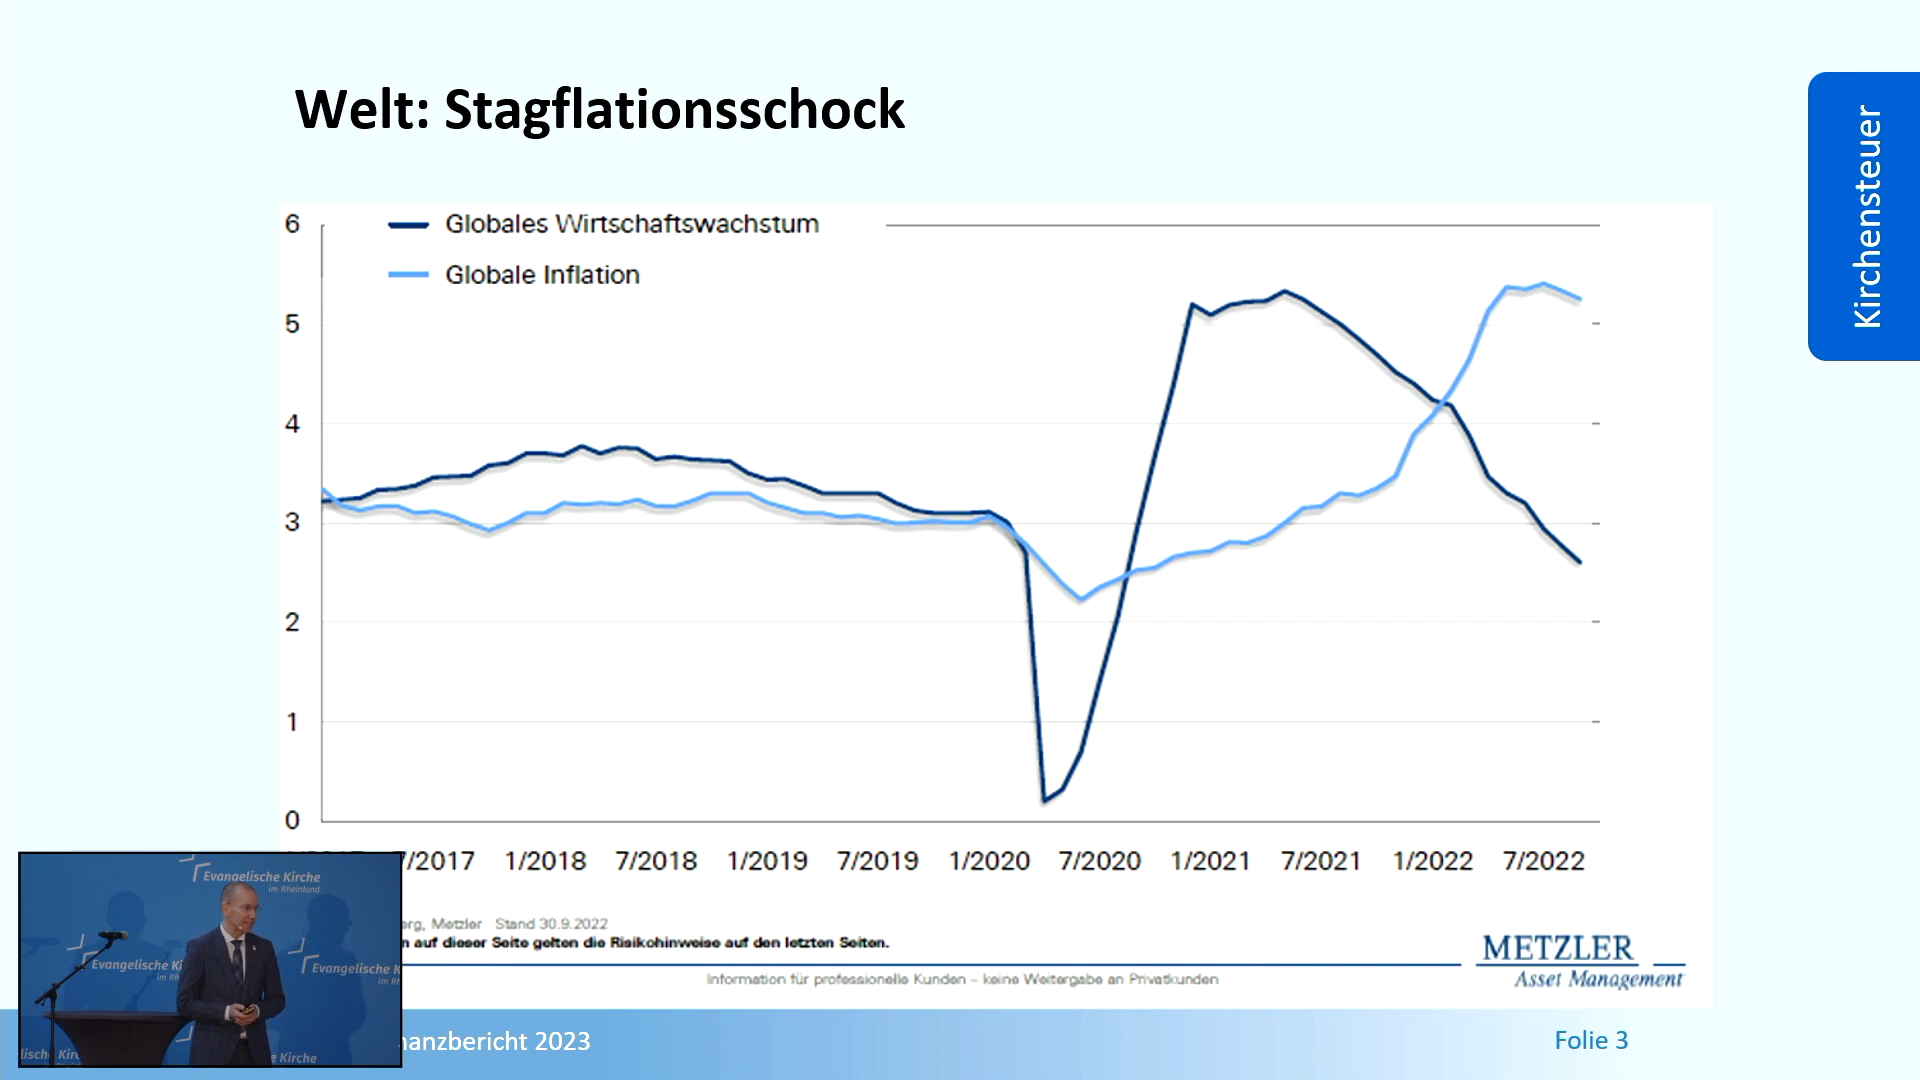 Welt: Stagflationsschock
Kirchensteuer
Globales Wirtschaftswachstum
Globale Inflation
6
5
4
3
2
1
0
7/2017 1/2018 7/2018 1/2019 7/2019 1/2020 7/2020 1/2021 7/2021 1/2022 7/2022
Metzler Stand 30.9.2022
auf dieser Seite gelten die Risikohinweise auf den letzten Seiten.
METZLER
Asset Management
Information für professionelle Kunden – keine Weitergabe an Privatkunden
Evangelische Kirche
im Rheinland
Evangelische
Evangelische
Kirche
nanzbericht 2023
Folie 3